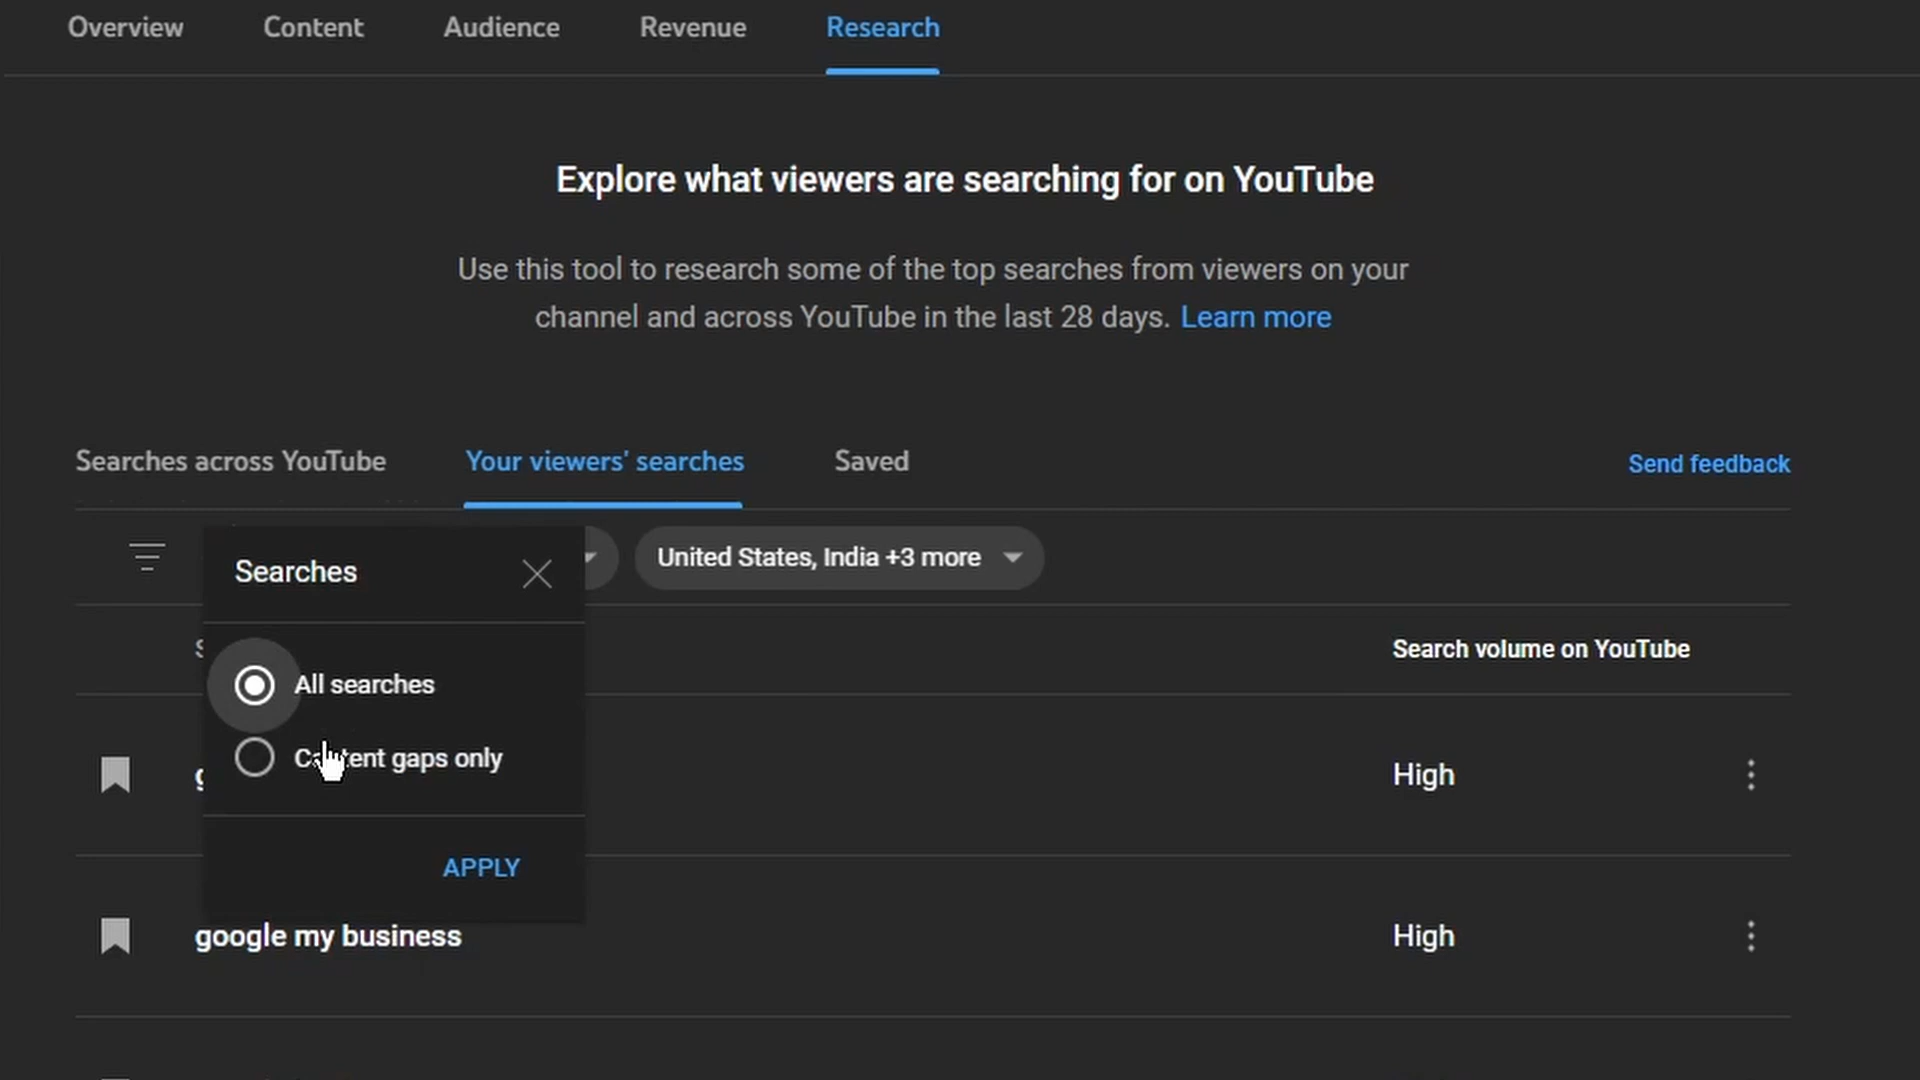 Overview Content Audience Revenue Research
Explore what viewers are searching for on YouTube
Use this tool to research some of the top searches from viewers on your
channel and across YouTube in the last 28 days. Learn more
Searches across YouTube Your viewers' searches Saved Send feedback
Searches
United States, India +3 more
Search volume on YouTube
All searches
Content gaps only
High
APPLY
google my business High